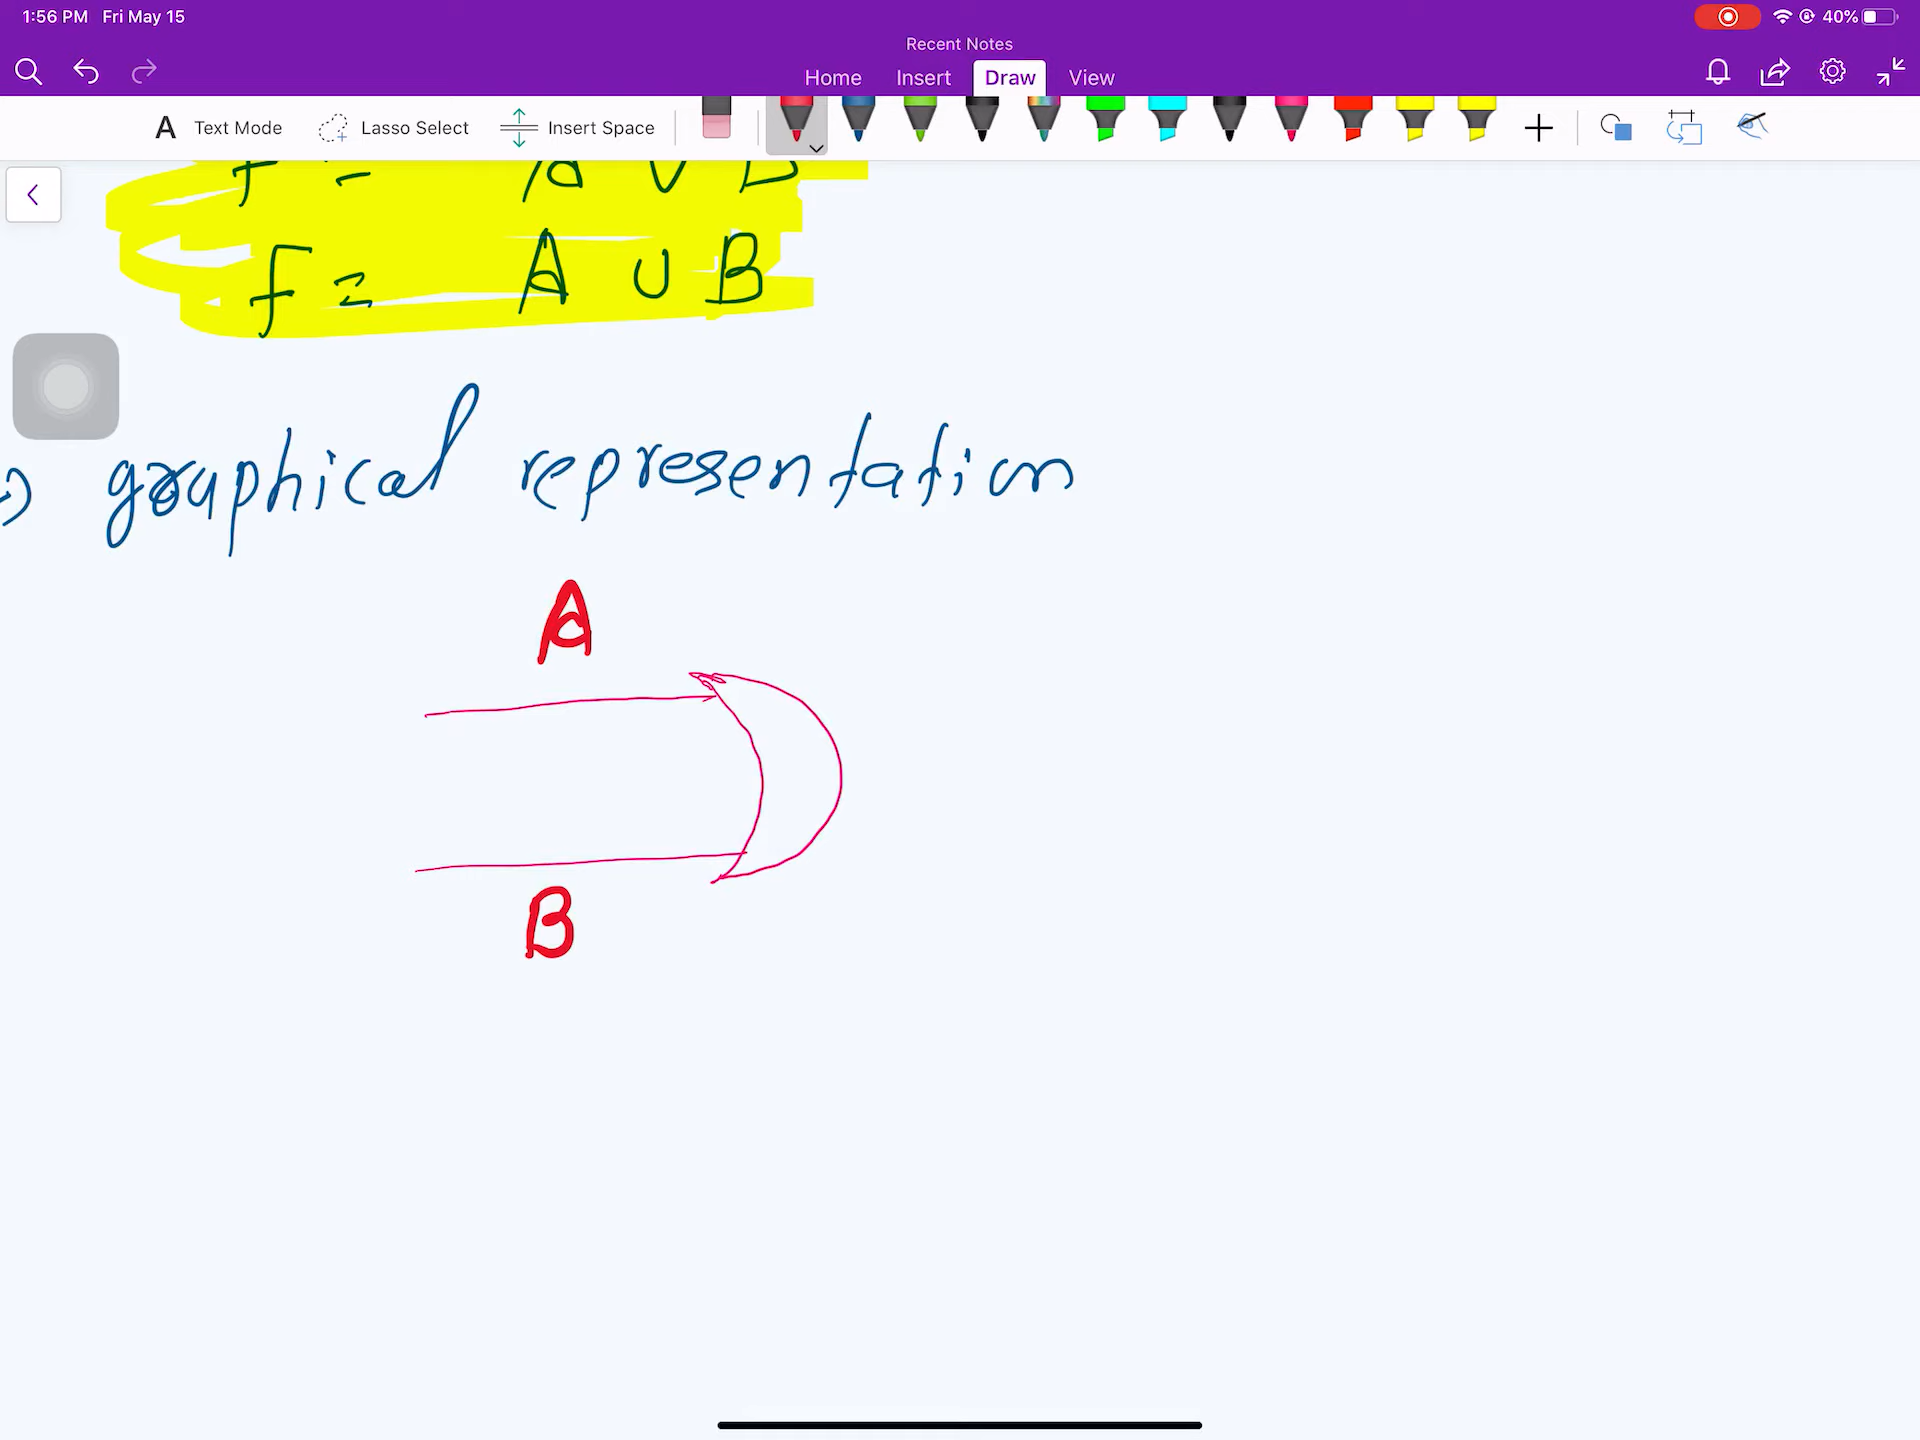 1:56 PM Fri May 15
40%
Recent Notes
Home Insert Draw View
A Text Mode Lasso Select Insert Space
f = A V B
f = A U B
graphical representation
A
B